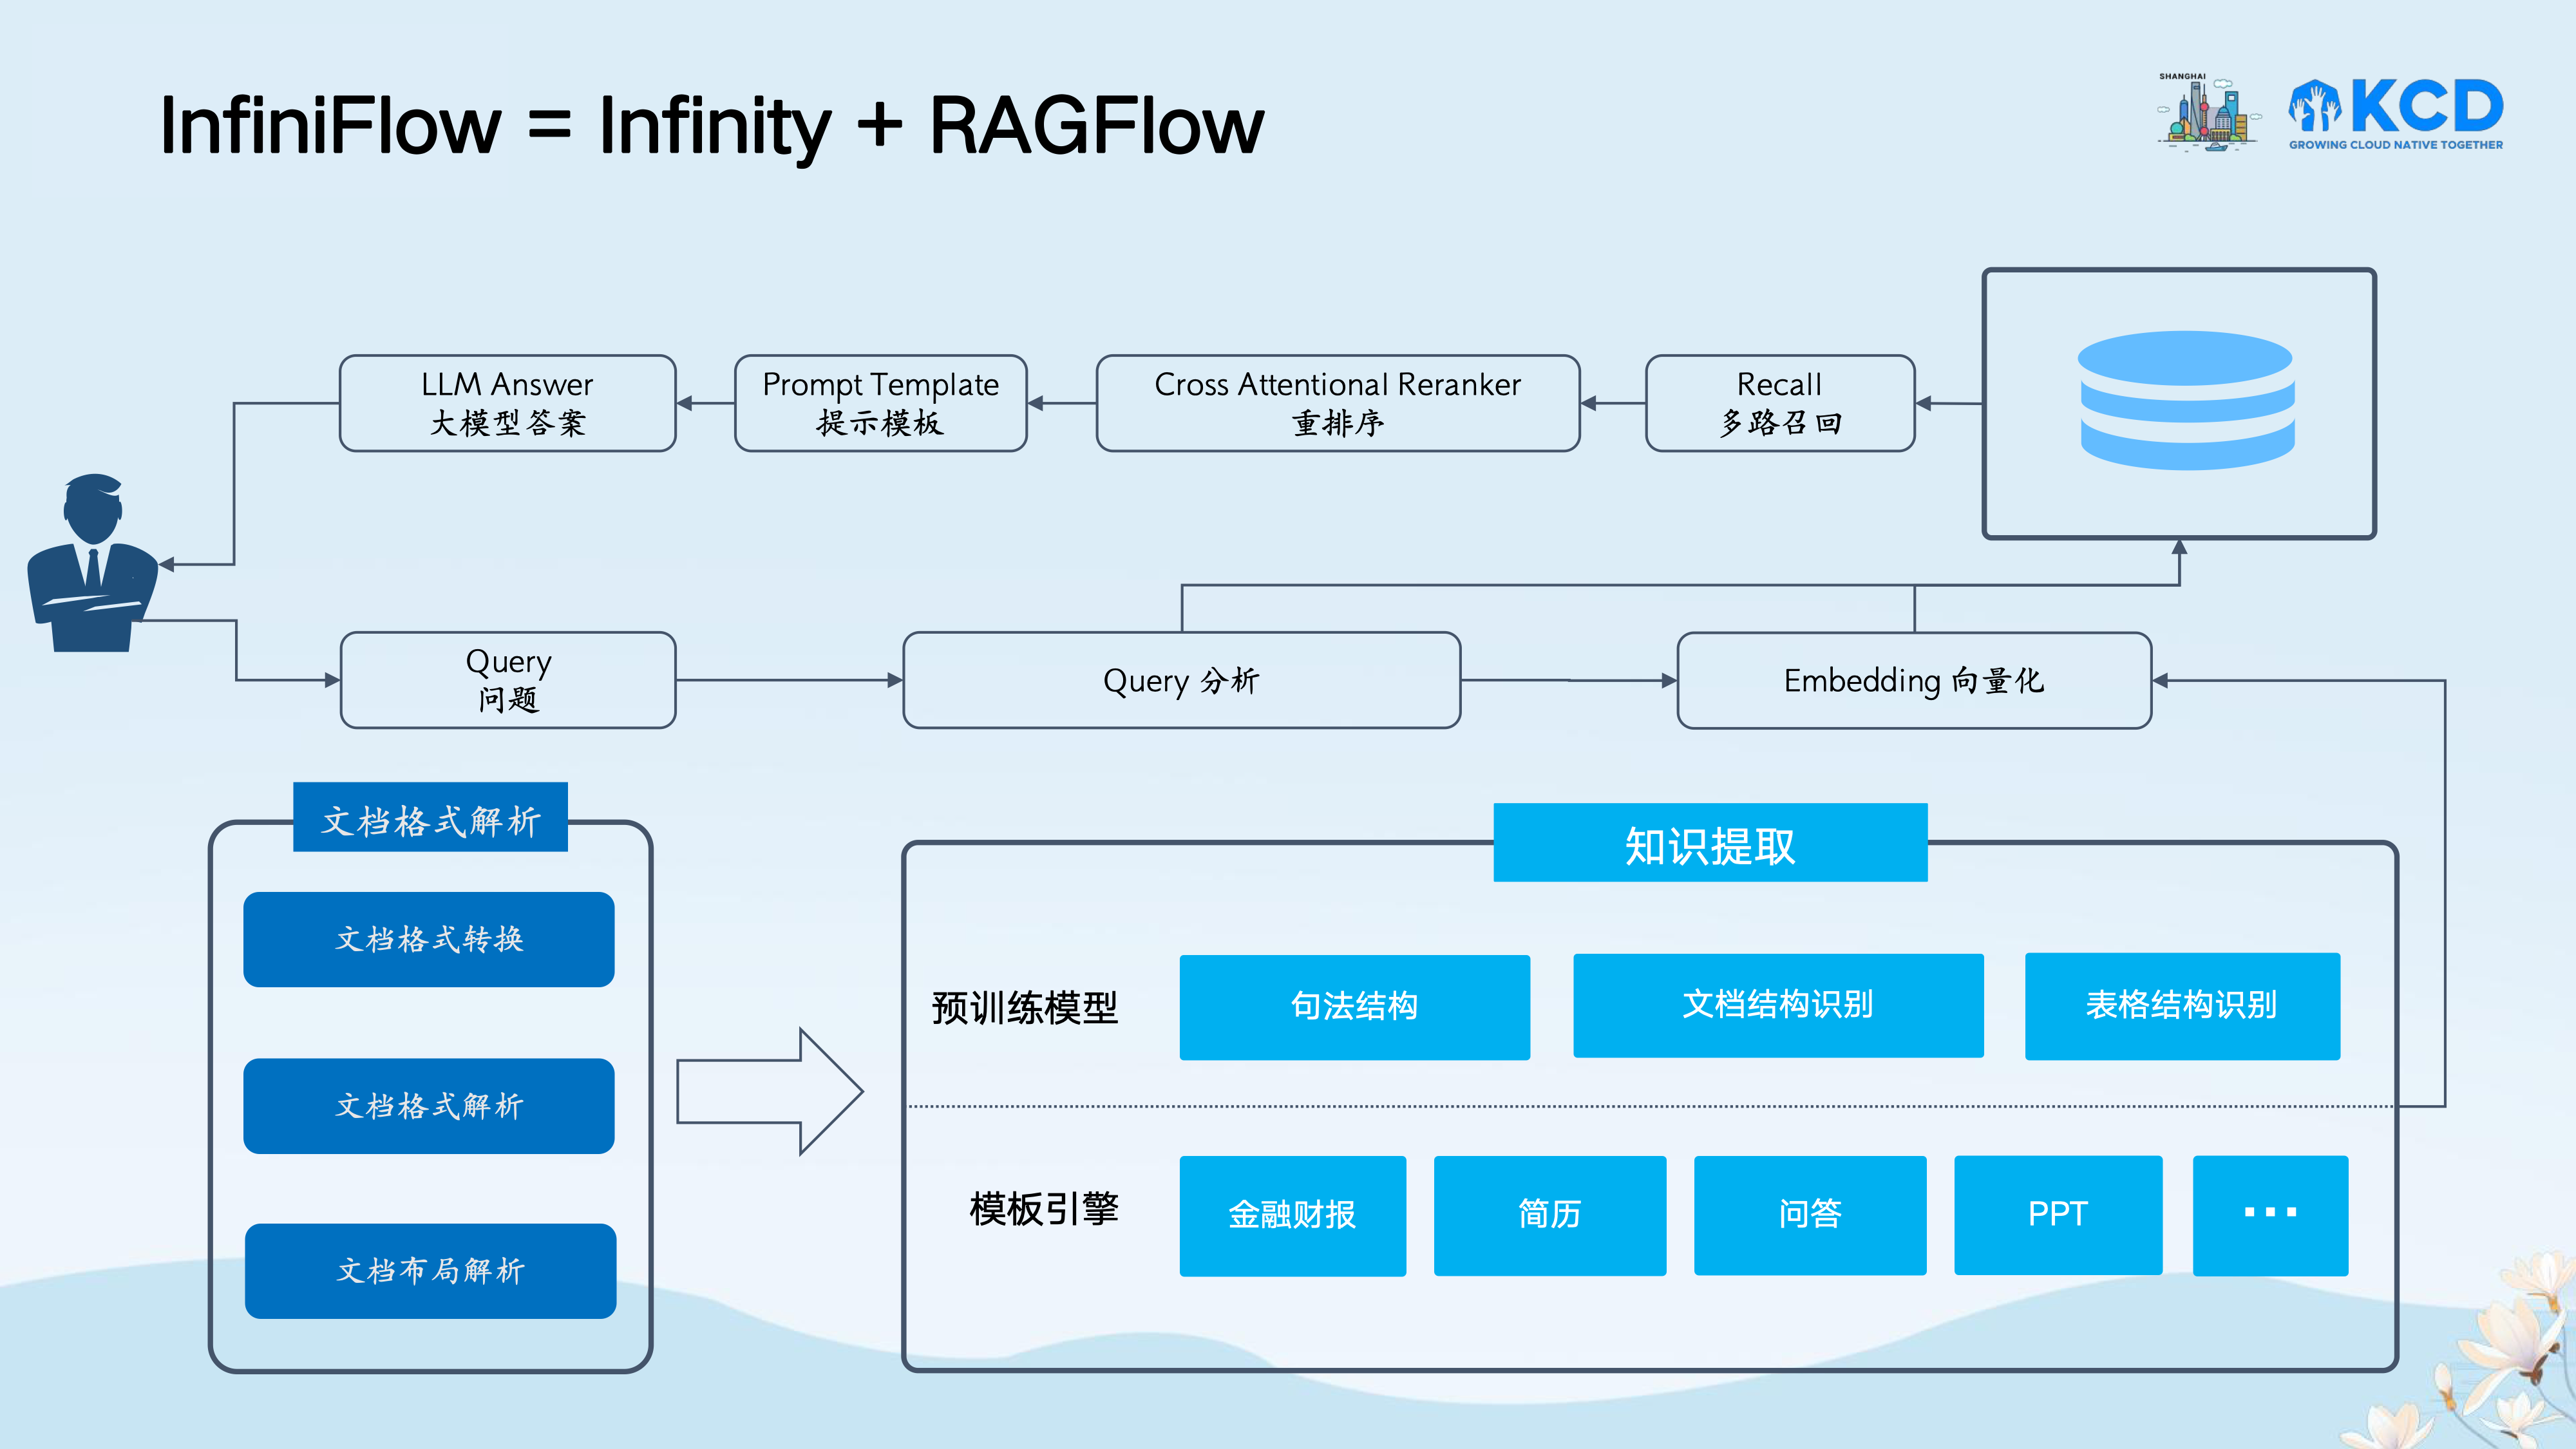 InfiniFlow = Infinity + RAGFlow
SHANGHAI
KCD
GROWING CLOUD NATIVE TOGETHER
LLM Answer
大模型答案
Prompt Template
提示模板
Cross Attentional Reranker
重排序
Recall
多路召回
Query
问题
Query 分析
Embedding 向量化
文档格式解析
文档格式转换
文档格式解析
文档布局解析
知识提取
预训练模型
句法结构
文档结构识别
表格结构识别
模板引擎
金融财报
简历
问答
PPT
...